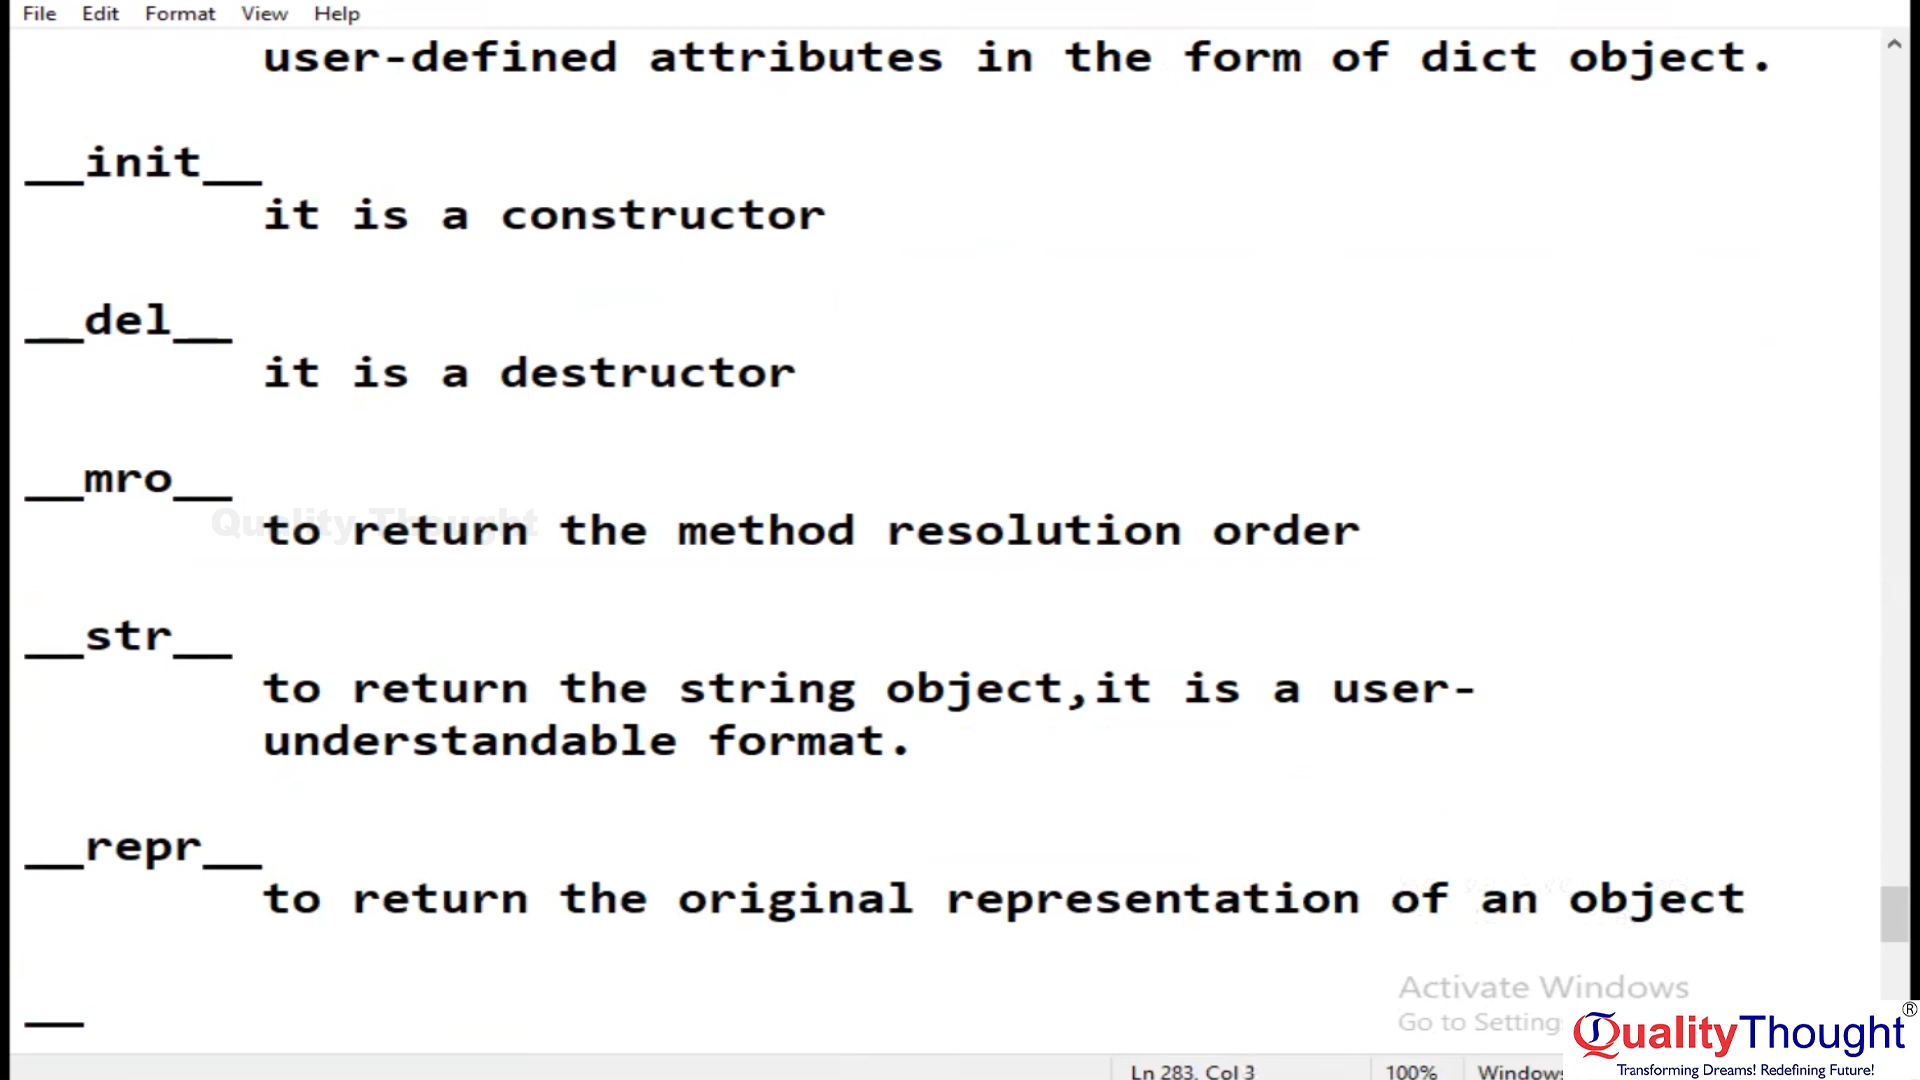 File Edit Format View Help
user-defined attributes in the form of dict object.
__init__
it is a constructor
__del__
it is a destructor
__mro__
to return the method resolution order
Quality Thought
__str__
to return the string object,it is a user-
understandable format.
__repr__
to return the original representation of an object
__
Activate Windows
Go to Setting
QualityThought®
Transforming Dreams! Redefining Future!
Ln 283, Col 3 100% Windows